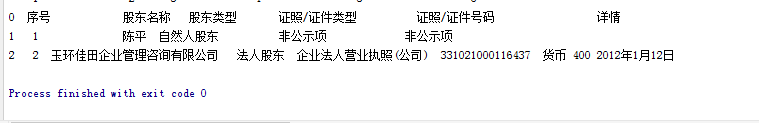 0 序号 股东名称 股东类型 证照/证件类型 证照/证件号码 详情
1 1 陈平 自然人股东 非公示项 非公示项
2 2 玉环佳田企业管理咨询有限公司 法人股东 企业法人营业执照(公司) 331021000116437 货币 400 2012年1月12日
Process finished with exit code 0